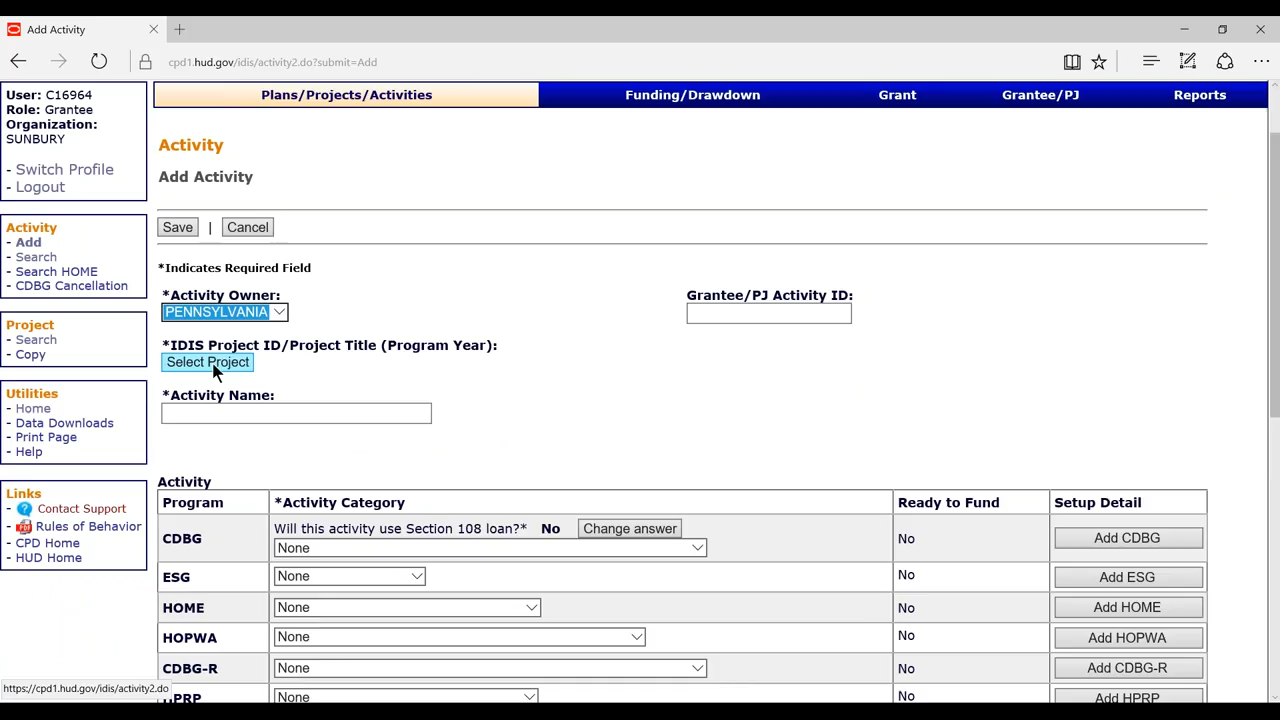 Add Activity
cpd1.hud.gov/idis/activity2.do?submit=Add
User: C16964
Role: Grantee
Organization:
SUNBURY
- Switch Profile
- Logout
Activity
- Add
- Search
- Search HOME
- CDBG Cancellation
Project
- Search
- Copy
Utilities
- Home
- Data Downloads
- Print Page
- Help
Links
- Contact Support
- Rules of Behavior
- CPD Home
- HUD Home
https://cpd1.hud.gov/idis/activity2.do
Plans/Projects/Activities Funding/Drawdown Grant Grantee/PJ Reports
Activity
Add Activity
Save | Cancel
*Indicates Required Field
*Activity Owner: Grantee/PJ Activity ID:
PENNSYLVANIA
*IDIS Project ID/Project Title (Program Year):
Select Project
*Activity Name:
Activity
Program *Activity Category Ready to Fund Setup Detail
CDBG Will this activity use Section 108 loan?* No Change answer No Add CDBG
None
ESG None No Add ESG
HOME None No Add HOME
HOPWA None No Add HOPWA
CDBG-R None No Add CDBG-R
HPRP None No Add HPRP